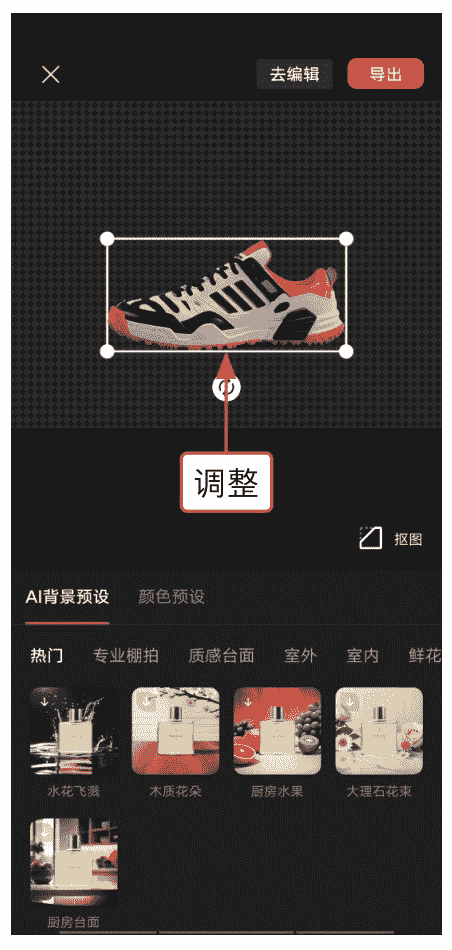 去编辑 导出
调整
抠图
AI背景预设 颜色预设
热门 专业棚拍 质感台面 室外 室内 鲜花
水花飞溅 木质花朵 厨房水果 大理石花束
厨房台面